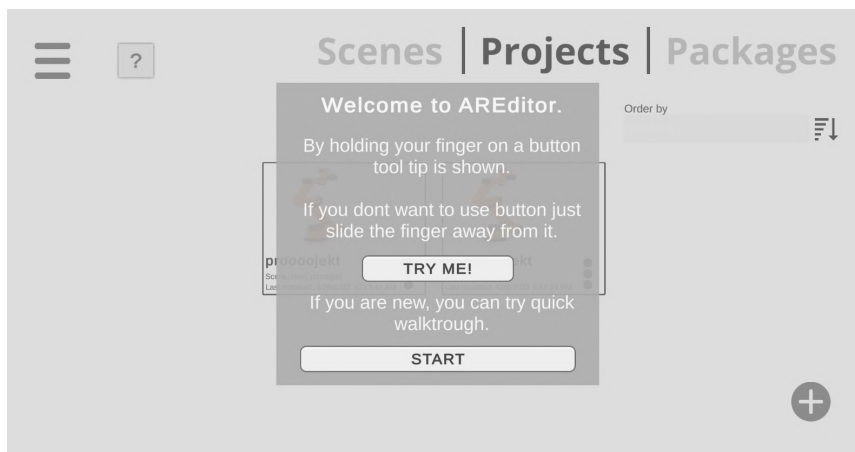 ?
Scenes | Projects | Packages
Welcome to AREditor.
Order by
By holding your finger on a button
tool tip is shown.
If you dont want to use button just
slide the finger away from it.
proooojekt
TRY ME!
If you are new, you can try quick
walktrough.
START